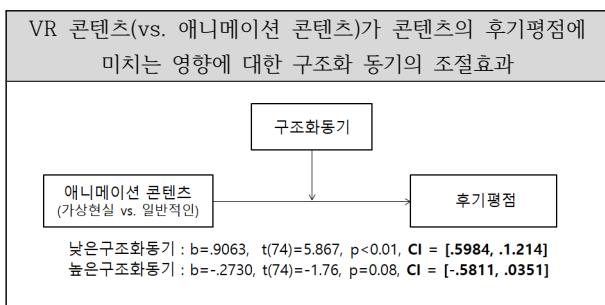 VR 콘텐츠(vs. 애니메이션 콘텐츠)가 콘텐츠의 후기평점에
미치는 영향에 대한 구조화 동기의 조절효과
구조화동기
애니메이션 콘텐츠
(가상현실 vs. 일반적인)
후기평점
낮은구조화동기 : b=.9063, t(74)=5.867, p<0.01, CI = [.5984, .1.214]
높은구조화동기 : b=-.2730, t(74)=-1.76, p=0.08, CI = [-.5811, .0351]